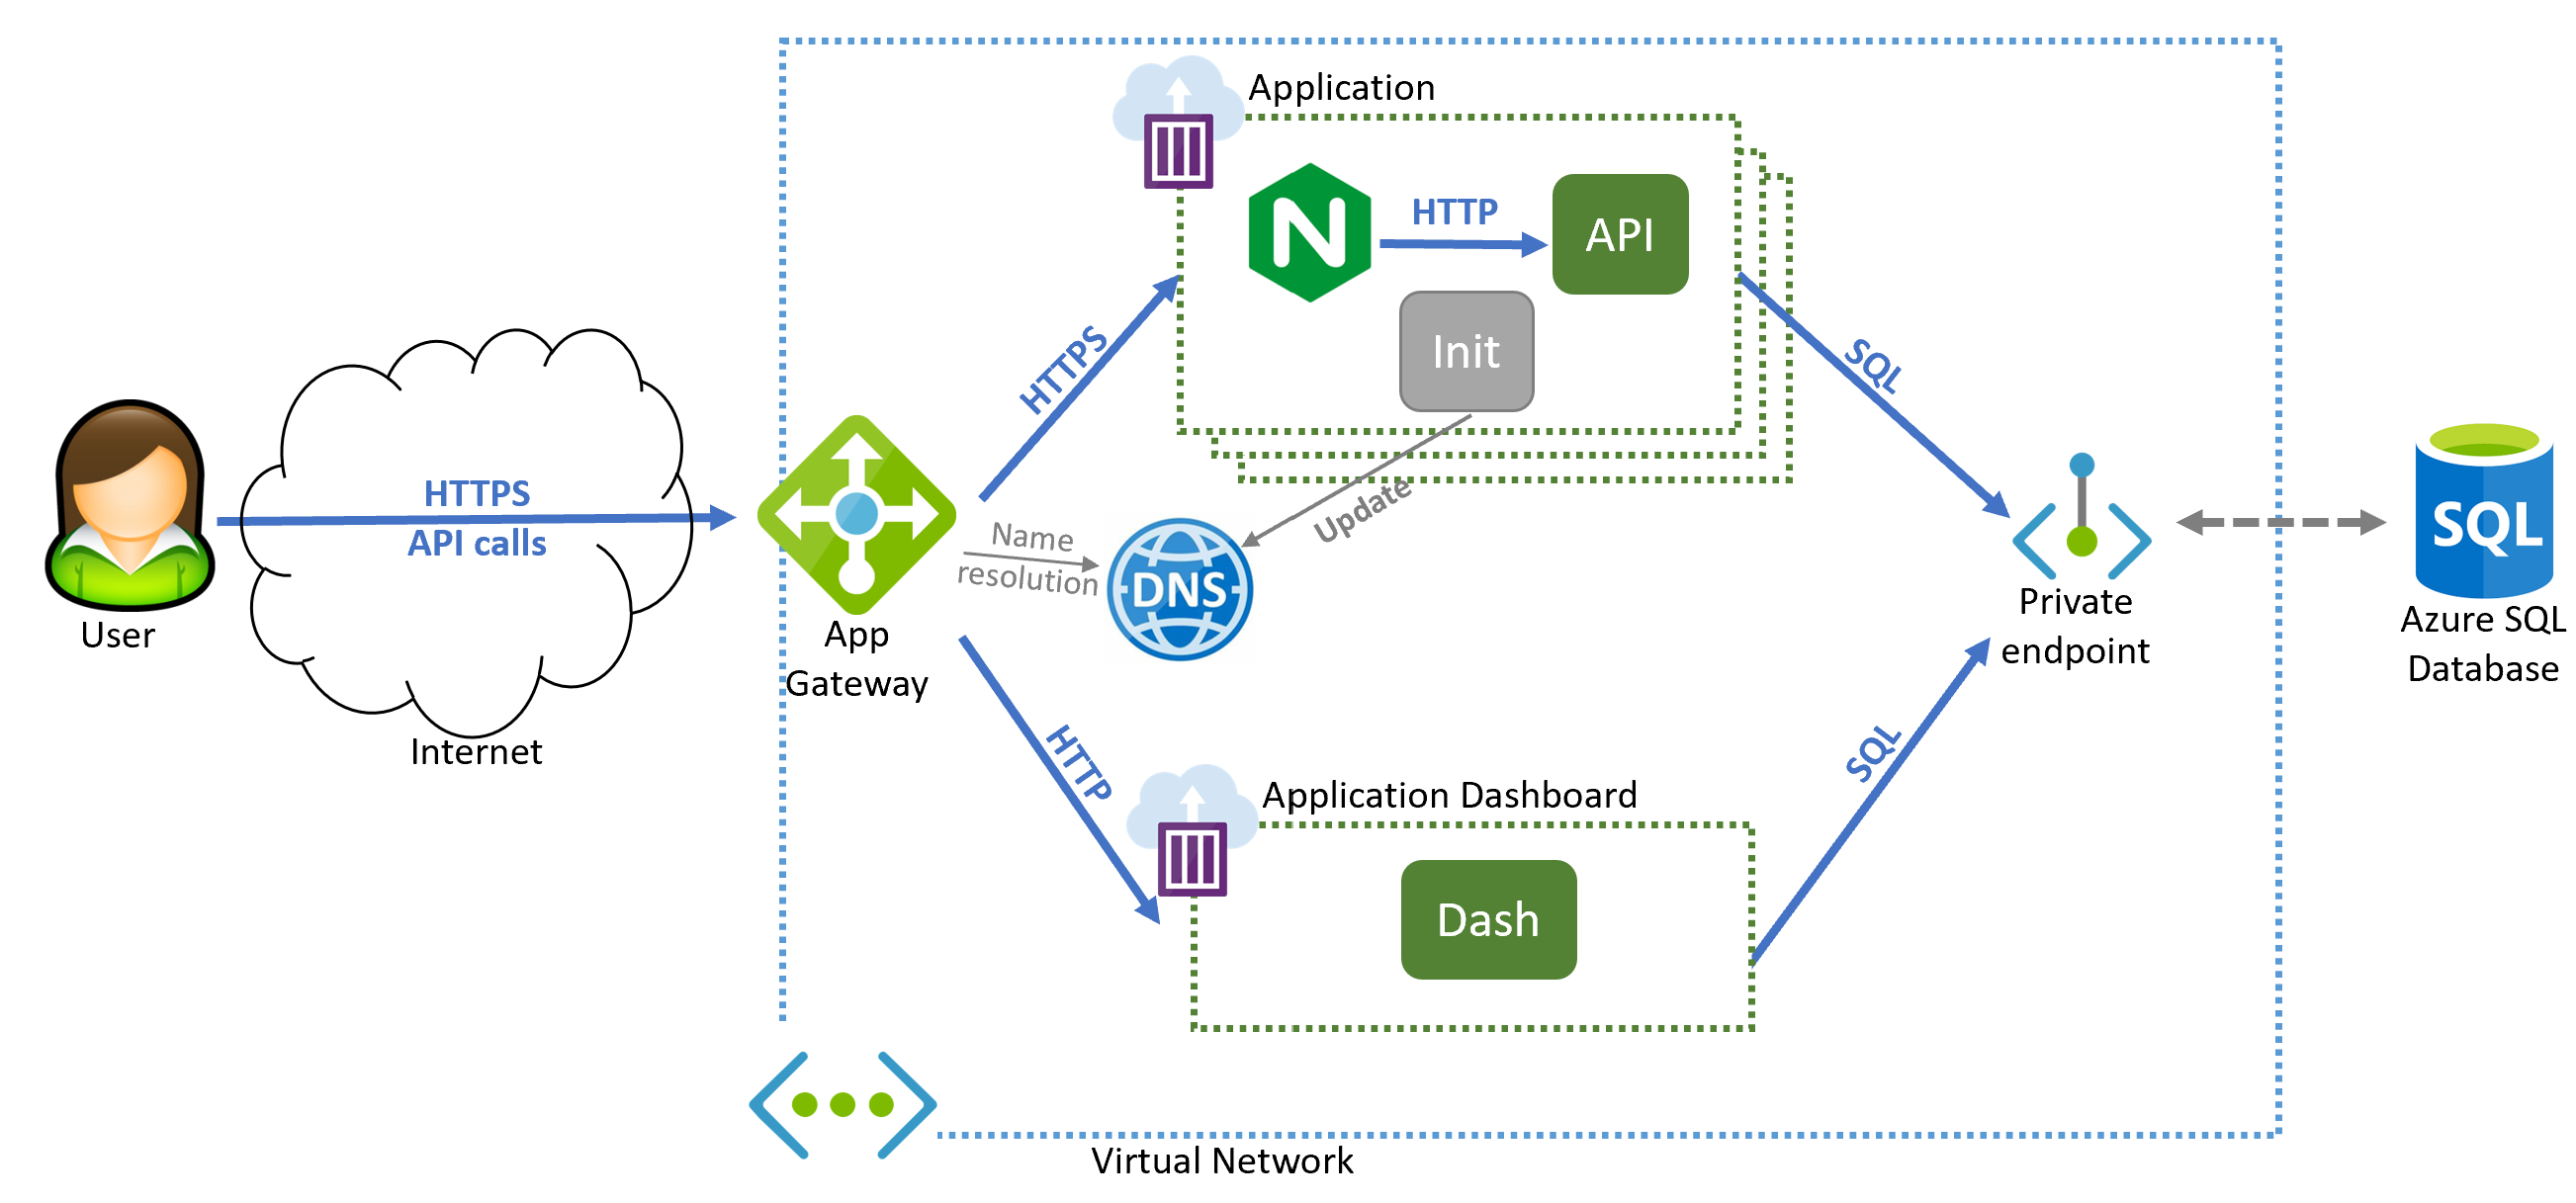 Application
N
HTTP
API
Init
HTTPS
SQL
Update
HTTPS
API calls
User
Internet
App
Gateway
Name
resolution
DNS
Private
endpoint
SQL
Azure SQL
Database
HTTP
SQL
Application Dashboard
Dash
Virtual Network